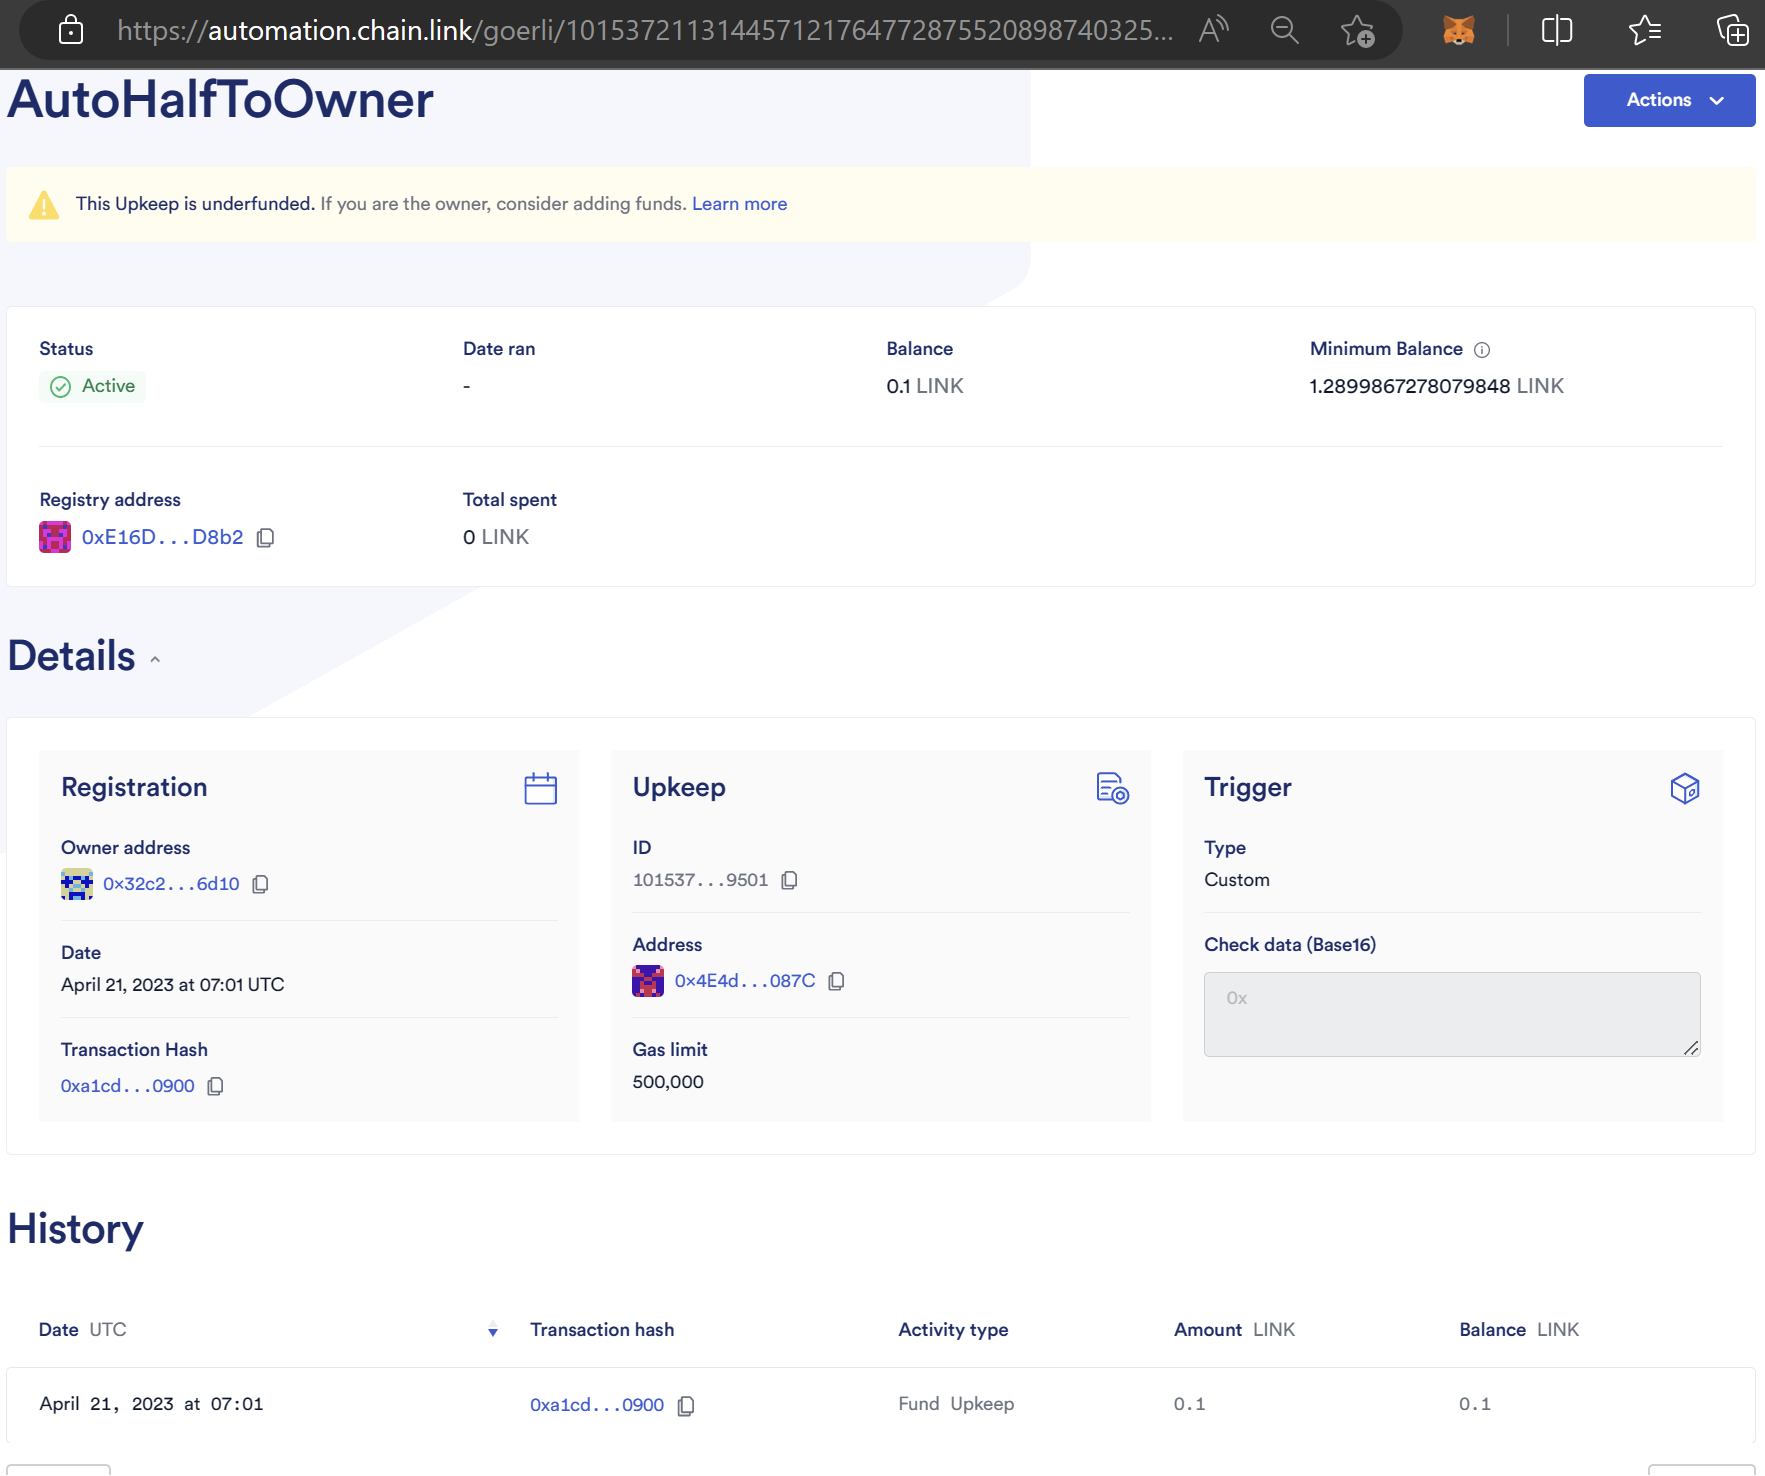 https://automation.chain.link/goerli/10153721131445712176477287552089874032​5...
AutoHalfToOwner
Actions
This Upkeep is underfunded. If you are the owner, consider adding funds. Learn more
Status
Date ran
Balance
Minimum Balance
Active
-
0.1 LINK
1.2899867278079848 LINK
Registry address
Total spent
0xE16D...D8b2
0 LINK
Details
Registration
Owner address
0x32c2...6d10
Date
April 21, 2023 at 07:01 UTC
Transaction Hash
0xa1cd...0900
Upkeep
ID
101537...9501
Address
0x4E4d...087C
Gas limit
500,000
Trigger
Type
Custom
Check data (Base16)
0x
History
Date UTC
Transaction hash
Activity type
Amount LINK
Balance LINK
April 21, 2023 at 07:01
0xa1cd...0900
Fund Upkeep
0.1
0.1